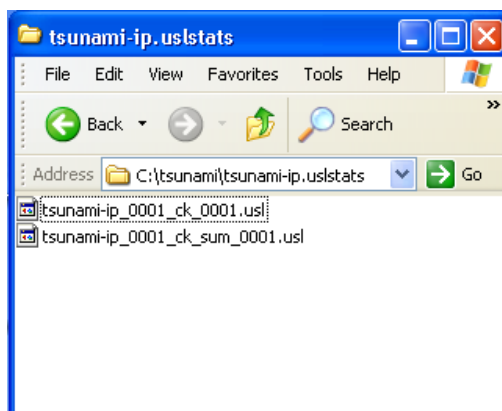 tsunami-ip.uslstats
File Edit View Favorites Tools Help
Back Search »
Address C:\tsunami\tsunami-ip.uslstats Go
tsunami-ip_0001_ck_0001.usl
tsunami-ip_0001_ck_sum_0001.usl